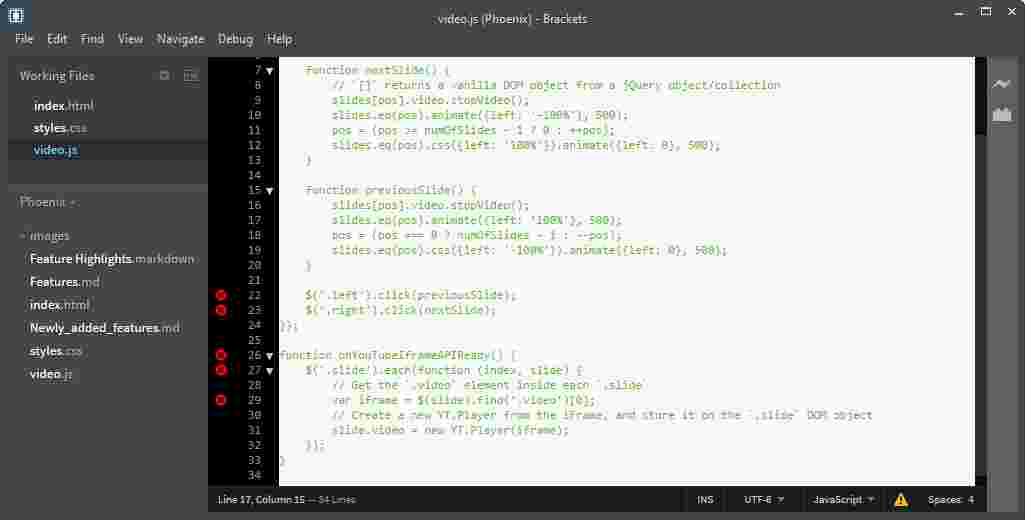 video.js (Phoenix) - Brackets
File Edit Find View Navigate Debug Help
Working Files
index.html
styles.css
video.js
Phoenix
images
Feature Highlights.markdown
Features.md
index.html
Newly_added_features.md
styles.css
video.js
7 function nextSlide() {
8 // `[]` returns a vanilla DOM object from a jQuery object/collection
9 slides[pos].video.stopVideo();
10 slides.eq(pos).animate({left: '-100%'}, 500);
11 pos = (pos >= numOfSlides - 1 ? 0 : ++pos);
12 slides.eq(pos).css({left: '100%'}).animate({left: 0}, 500);
13 }
14
15 function previousSlide() {
16 slides[pos].video.stopVideo();
17 slides.eq(pos).animate({left: '100%'}, 500);
18 pos = (pos === 0 ? numOfSlides - 1 : --pos);
19 slides.eq(pos).css({left: '-100%'}).animate({left: 0}, 500);
20 }
21
22 $('.left').click(previousSlide);
23 $('.right').click(nextSlide);
24 });
25
26 function onYouTubeIframeAPIReady() {
27 $('.slide').each(function (index, slide) {
28 // Get the `.video` element inside each `.slide`
29 var iframe = $(slide).find('.video')[0];
30 // Create a new YT.Player from the iframe, and store it on the `.slide` DOM object
31 slide.video = new YT.Player(iframe);
32 });
33 }
34
Line 17, Column 15 — 34 Lines INS UTF-8 JavaScript Spaces: 4